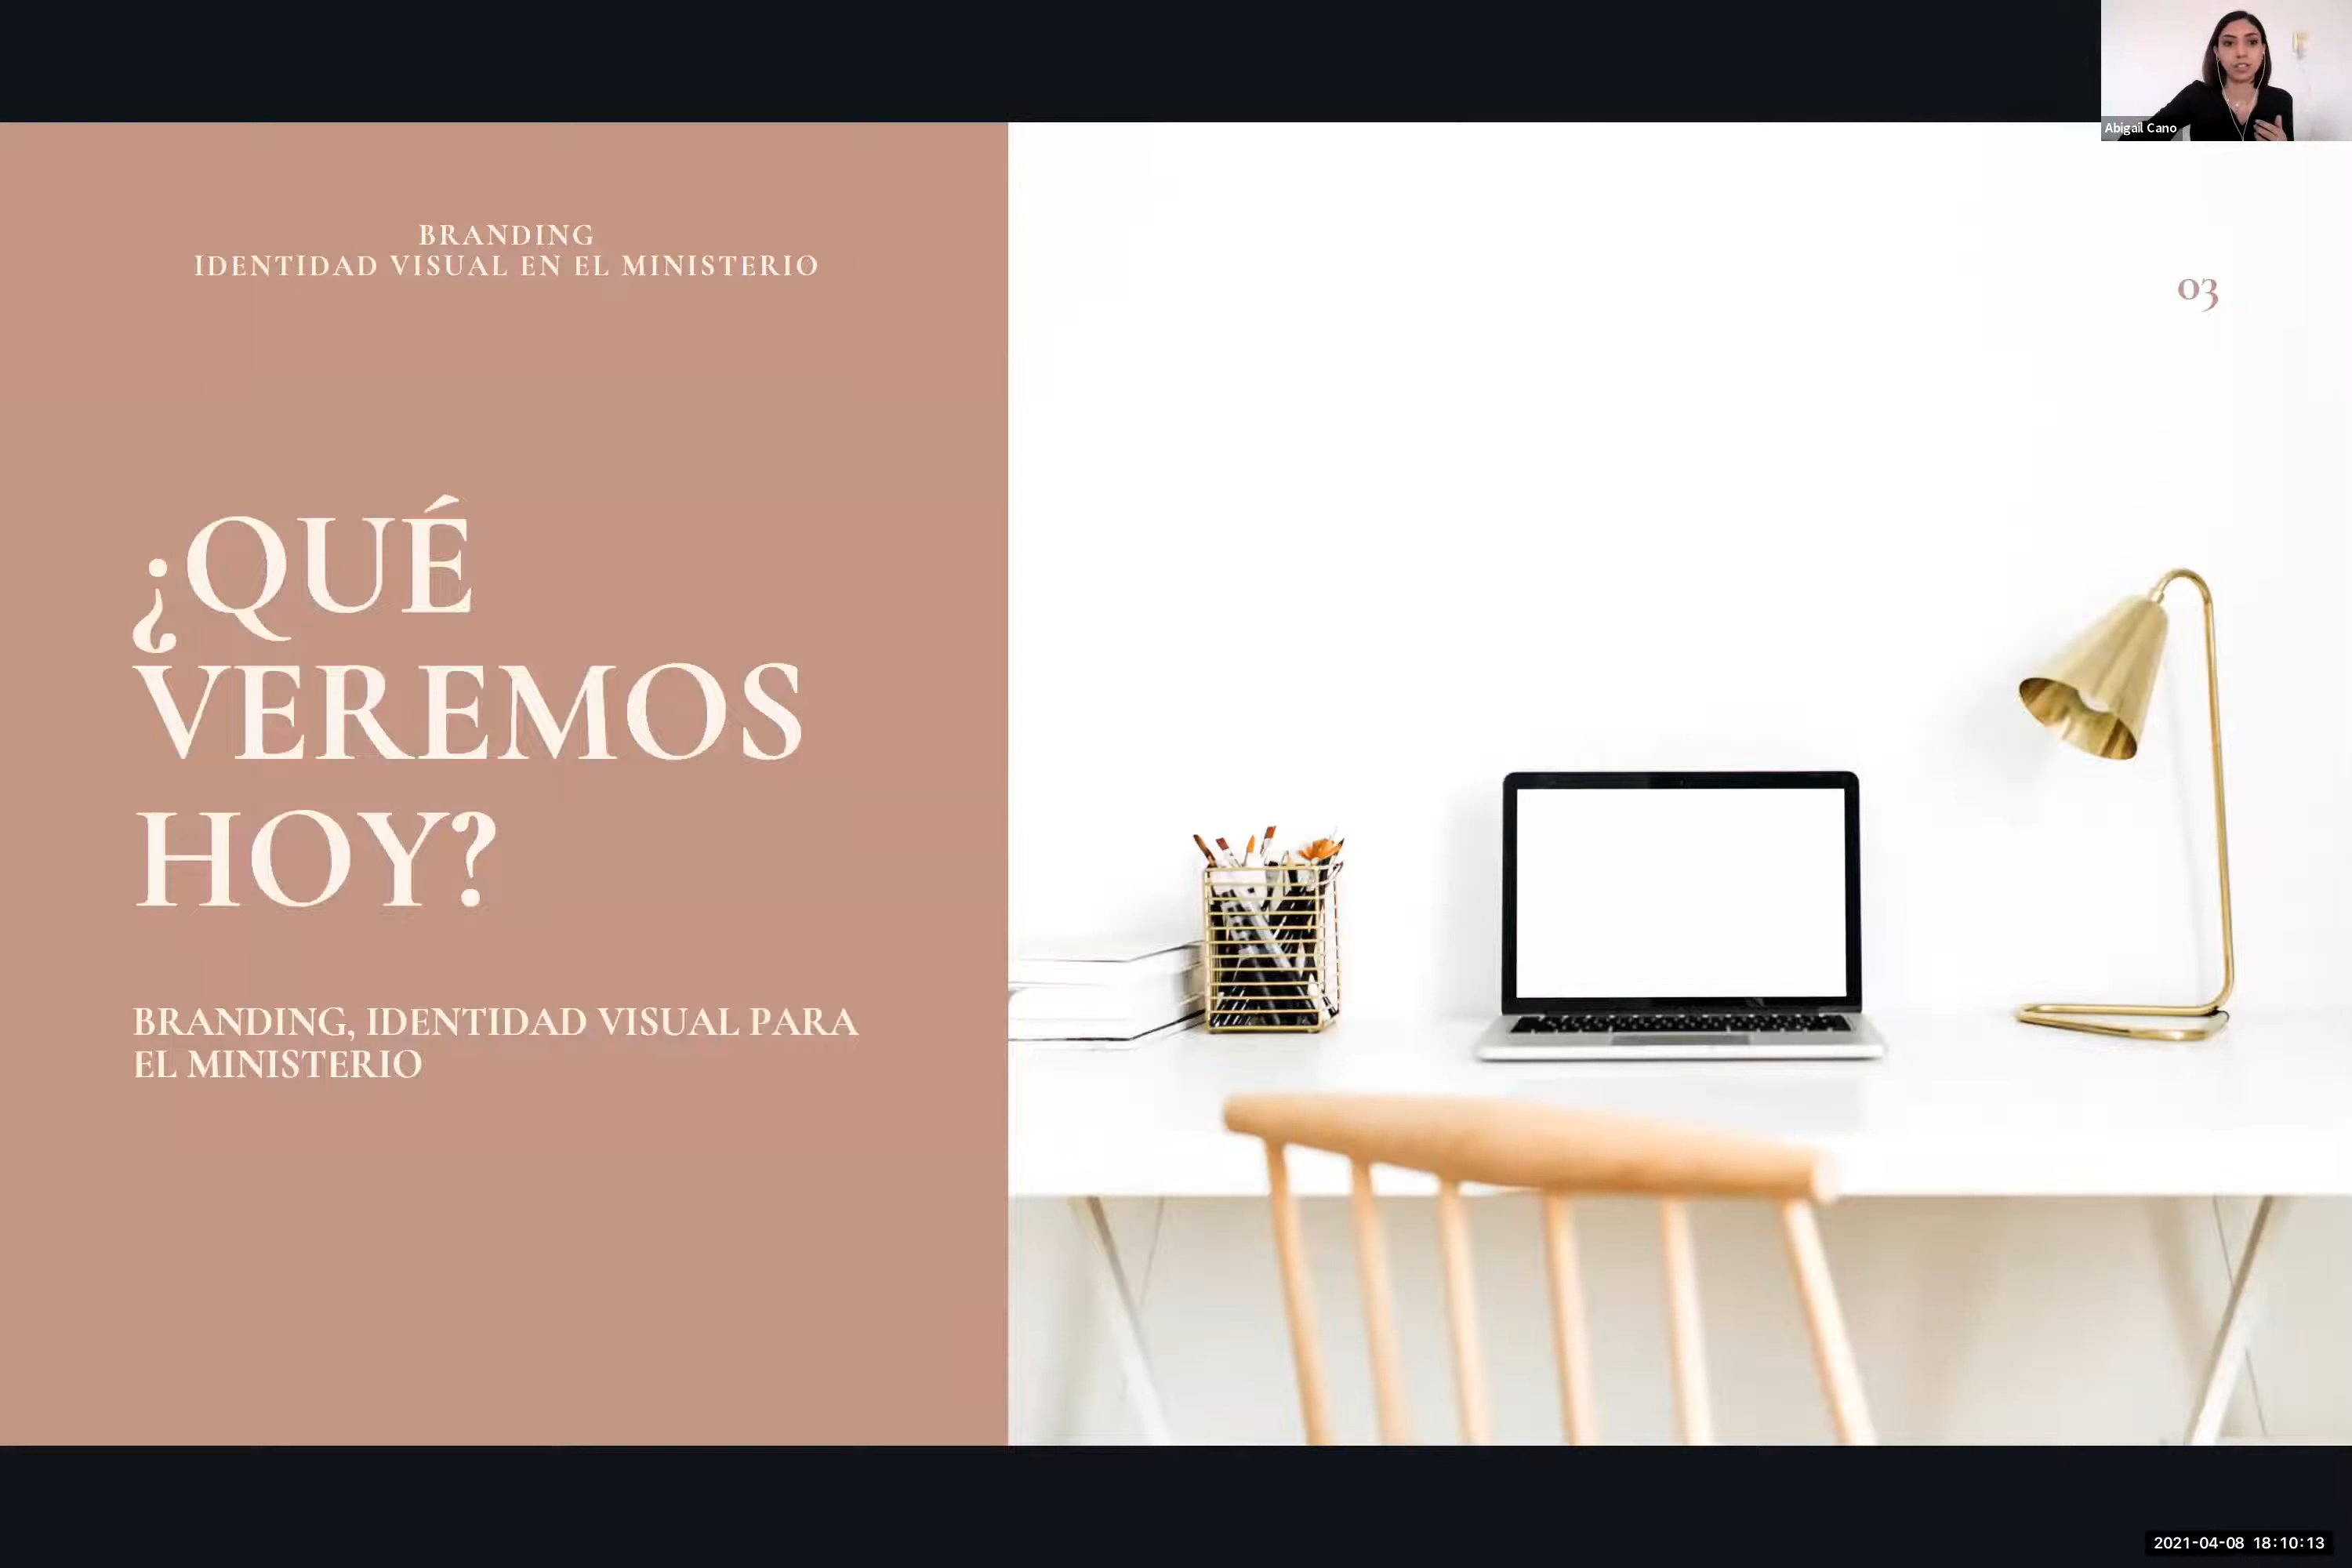 Abigail Cano
BRANDING
IDENTIDAD VISUAL EN EL MINISTERIO
03
¿QUÉ
VEREMOS
HOY?
BRANDING, IDENTIDAD VISUAL PARA
EL MINISTERIO
2021-04-08 18:10:13